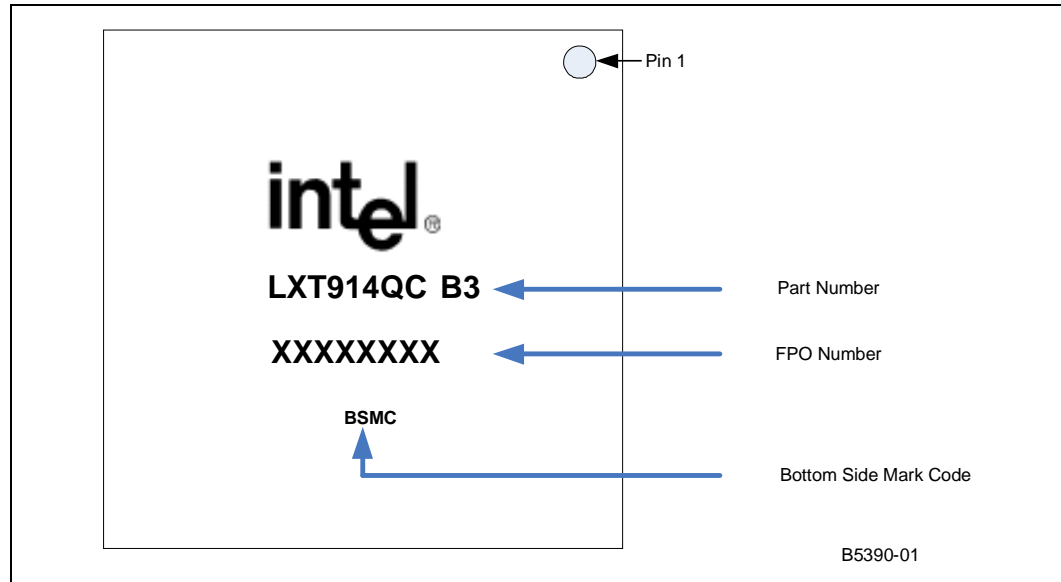 Pin 1
intel®
LXT914QC B3
Part Number
XXXXXXXX
FPO Number
BSMC
Bottom Side Mark Code
B5390-01